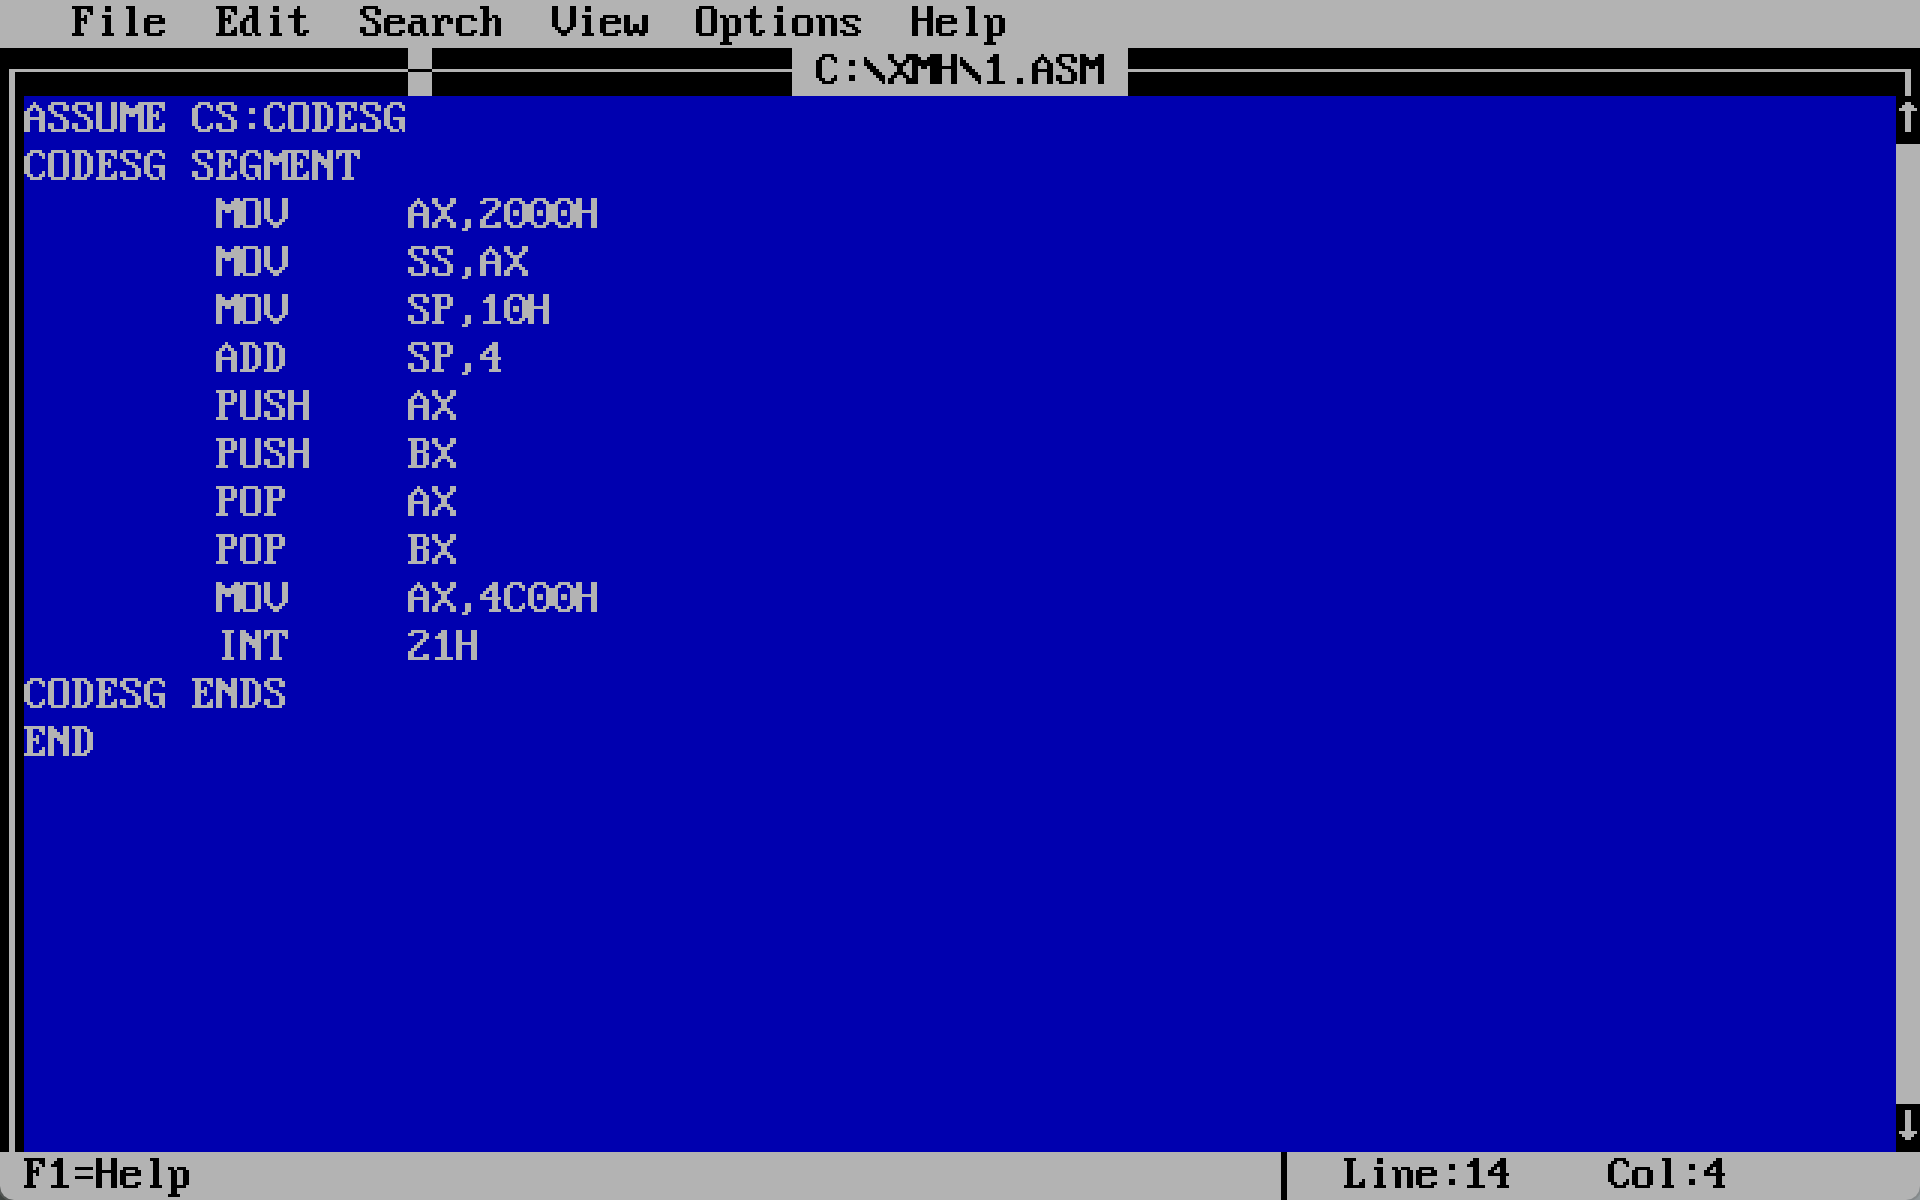 File Edit Search View Options Help
C:\XMH\1.ASM
ASSUME CS:CODESG
CODESG SEGMENT
MOV AX,2000H
MOV SS,AX
MOV SP,10H
ADD SP,4
PUSH AX
PUSH BX
POP AX
POP BX
MOV AX,4C00H
INT 21H
CODESG ENDS
END
F1=Help Line:14 Col:4